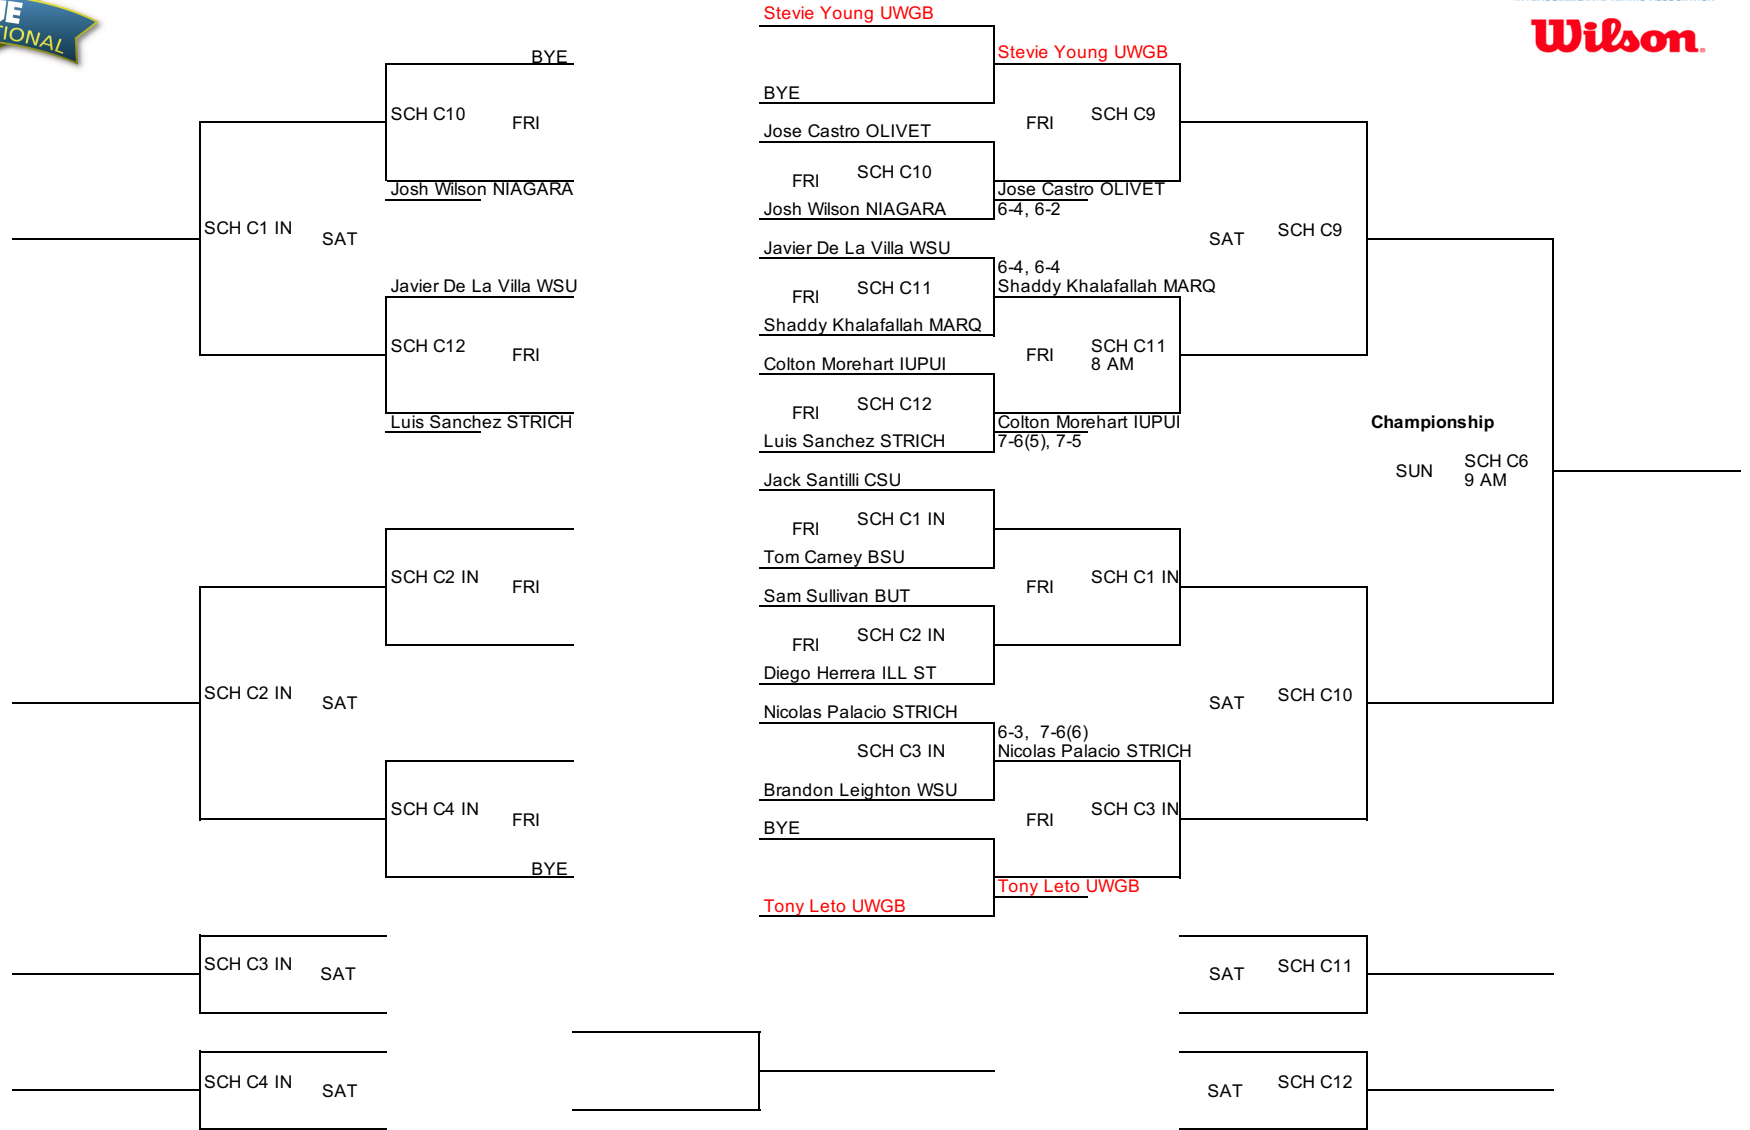 UE
TIONAL
Wilson.
Stevie Young UWGB
BYE
Stevie Young UWGB
BYE
SCH C10
FRI
FRI
SCH C9
Jose Castro OLIVET
FRI
SCH C10
Josh Wilson NIAGARA
Jose Castro OLIVET
Josh Wilson NIAGARA
6-4, 6-2
SCH C1 IN
SAT
SAT
SCH C9
Javier De La Villa WSU
6-4, 6-4
Javier De La Villa WSU
FRI
SCH C11
Shaddy Khalafallah MARQ
Shaddy Khalafallah MARQ
SCH C12
FRI
FRI
SCH C11
8 AM
Colton Morehart IUPUI
FRI
SCH C12
Luis Sanchez STRICH
Colton Morehart IUPUI
Luis Sanchez STRICH
7-6(5), 7-5
Championship
SUN
SCH C6
9 AM
Jack Santilli CSU
FRI
SCH C1 IN
Tom Carney BSU
SCH C2 IN
FRI
FRI
SCH C1 IN
Sam Sullivan BUT
FRI
SCH C2 IN
Diego Herrera ILL ST
SCH C2 IN
SAT
SAT
SCH C10
Nicolas Palacio STRICH
6-3,  7-6(6)
SCH C3 IN
Nicolas Palacio STRICH
Brandon Leighton WSU
SCH C4 IN
FRI
FRI
SCH C3 IN
BYE
BYE
Tony Leto UWGB
Tony Leto UWGB
SCH C3 IN
SAT
SAT
SCH C11
SCH C4 IN
SAT
SAT
SCH C12